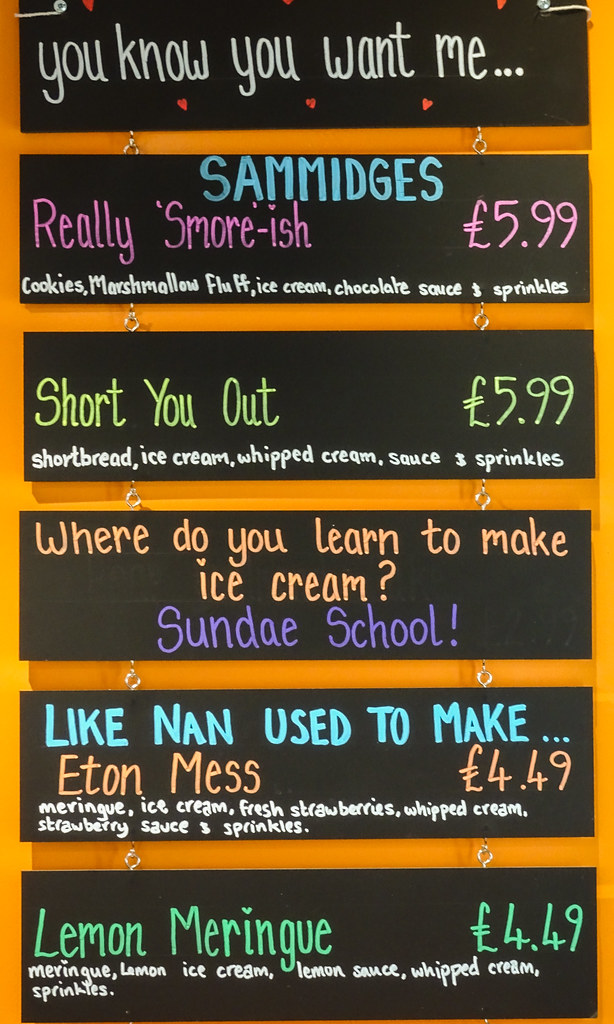 you know you want me...
SAMMIDGES
Really 'Smore'-ish £5.99
Cookies, Marshmallow Fluff, ice cream, chocolate sauce & sprinkles
Short You Out £5.99
shortbread, ice cream, whipped cream, sauce & sprinkles
Where do you learn to make
ice cream?
Sundae School!
LIKE NAN USED TO MAKE...
Eton Mess £4.49
meringue, ice cream, fresh strawberries, whipped cream,
strawberry sauce & sprinkles.
Lemon Meringue £4.49
meringue, Lemon ice cream, lemon sauce, whipped cream,
sprinkles.